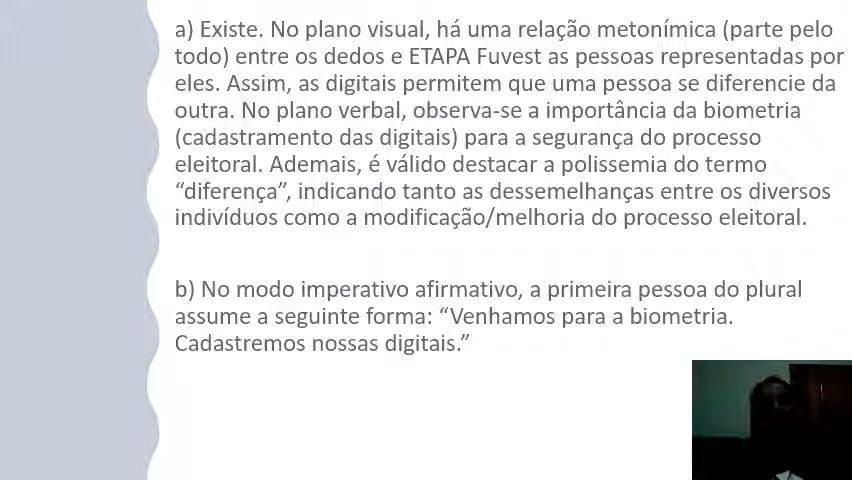 a) Existe. No plano visual, há uma relação metonímica (parte pelo
todo) entre os dedos e ETAPA Fuvest as pessoas representadas por
eles. Assim, as digitais permitem que uma pessoa se diferencie da
outra. No plano verbal, observa-se a importância da biometria
(cadastramento das digitais) para a segurança do processo
eleitoral. Ademais, é válido destacar a polissemia do termo
“diferença”, indicando tanto as dessemelhanças entre os diversos
indivíduos como a modificação/melhoria do processo eleitoral.
b) No modo imperativo afirmativo, a primeira pessoa do plural
assume a seguinte forma: “Venhamos para a biometria.
Cadastremos nossas digitais.”